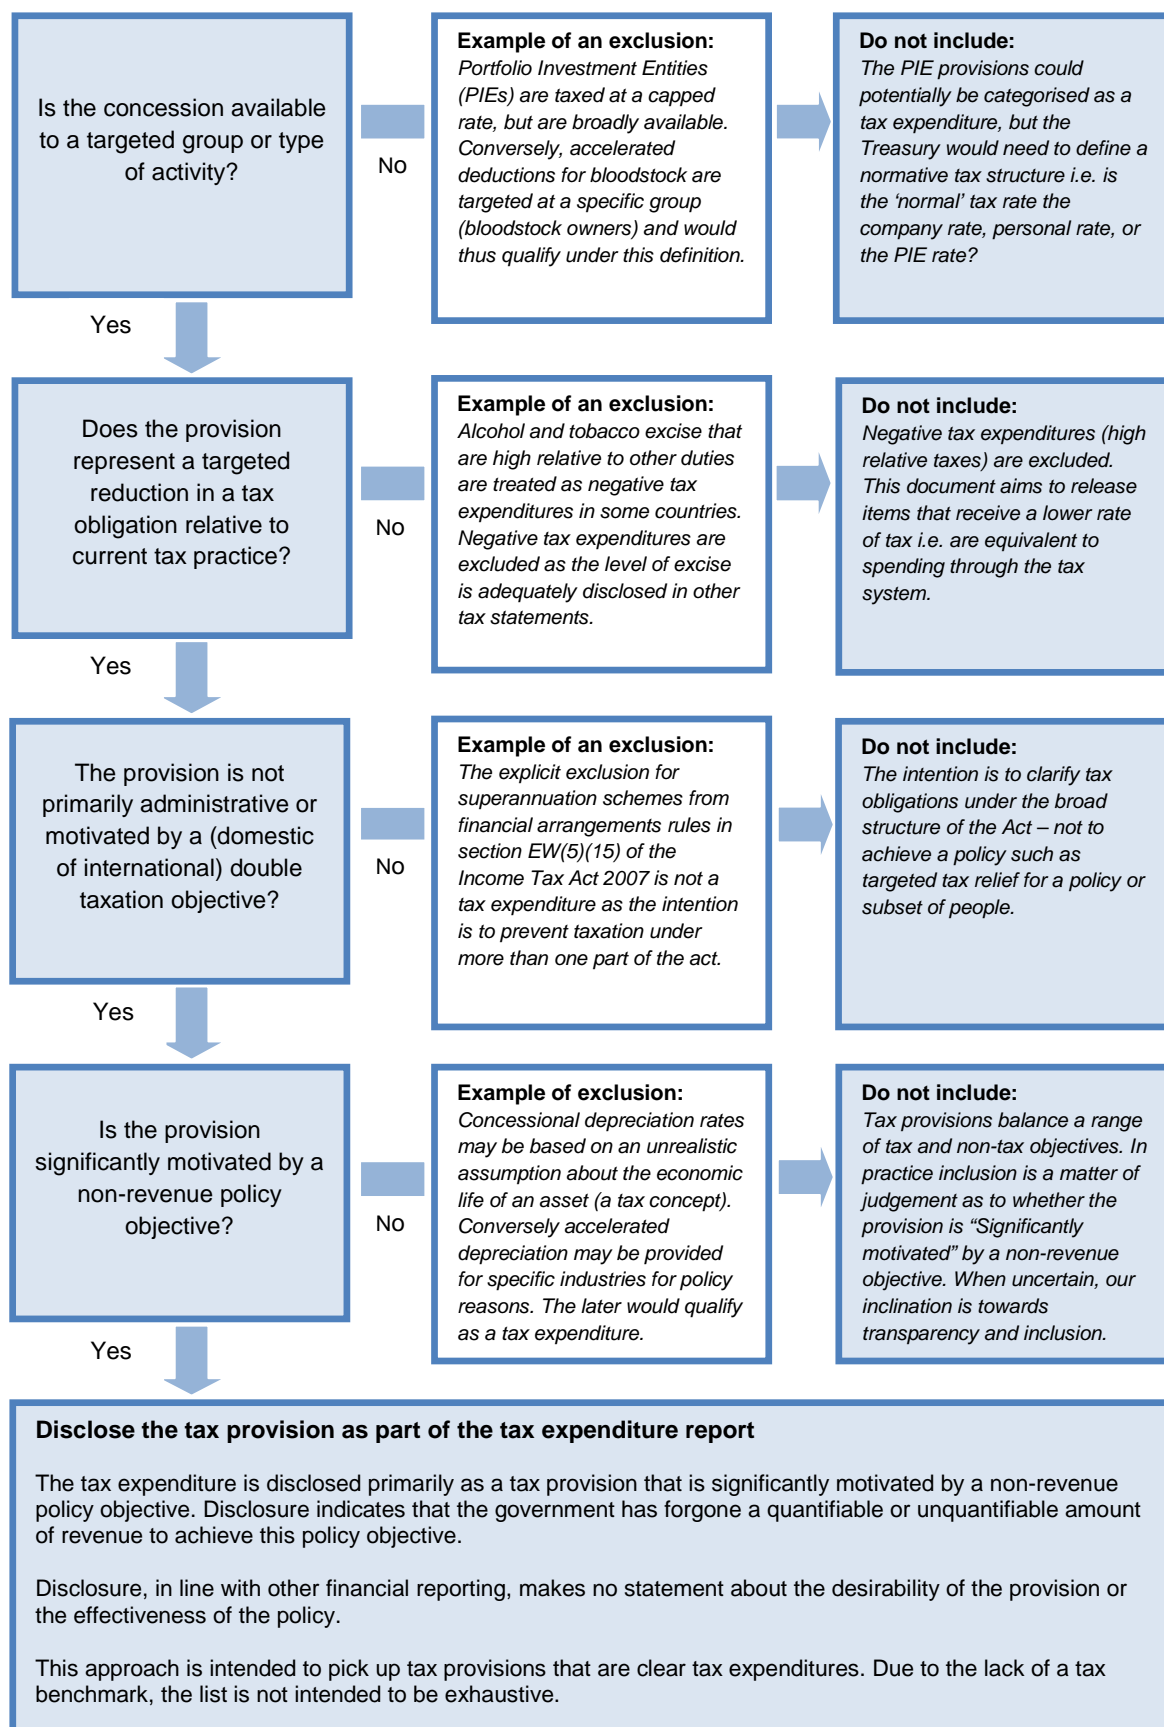 Is the concession available
to a targeted group or type
of activity?
No
Example of an exclusion:
Portfolio Investment Entities
(PIEs) are taxed at a capped
rate, but are broadly available.
Conversely, accelerated
deductions for bloodstock are
targeted at a specific group
(bloodstock owners) and would
thus qualify under this definition.
Do not include:
The PIE provisions could
potentially be categorised as a
tax expenditure, but the
Treasury would need to define a
normative tax structure i.e. is
the ‘normal’ tax rate the
company rate, personal rate, or
the PIE rate?
Yes
Does the provision
represent a targeted
reduction in a tax
obligation relative to
current tax practice?
No
Example of an exclusion:
Alcohol and tobacco excise that
are high relative to other duties
are treated as negative tax
expenditures in some countries.
Negative tax expenditures are
excluded as the level of excise
is adequately disclosed in other
tax statements.
Do not include:
Negative tax expenditures (high
relative taxes) are excluded.
This document aims to release
items that receive a lower rate
of tax i.e. are equivalent to
spending through the tax
system.
Yes
The provision is not
primarily administrative or
motivated by a (domestic
of international) double
taxation objective?
No
Example of an exclusion:
The explicit exclusion for
superannuation schemes from
financial arrangements rules in
section EW(5)(15) of the
Income Tax Act 2007 is not a
tax expenditure as the intention
is to prevent taxation under
more than one part of the act.
Do not include:
The intention is to clarify tax
obligations under the broad
structure of the Act – not to
achieve a policy such as
targeted tax relief for a policy or
subset of people.
Yes
Is the provision
significantly motivated by a
non-revenue policy
objective?
No
Example of exclusion:
Concessional depreciation rates
may be based on an unrealistic
assumption about the economic
life of an asset (a tax concept).
Conversely accelerated
depreciation may be provided
for specific industries for policy
reasons. The later would qualify
as a tax expenditure.
Do not include:
Tax provisions balance a range
of tax and non-tax objectives. In
practice inclusion is a matter of
judgement as to whether the
provision is “Significantly
motivated” by a non-revenue
objective. When uncertain, our
inclination is towards
transparency and inclusion.
Yes
Disclose the tax provision as part of the tax expenditure report
The tax expenditure is disclosed primarily as a tax provision that is significantly motivated by a non-revenue
policy objective. Disclosure indicates that the government has forgone a quantifiable or unquantifiable amount
of revenue to achieve this policy objective.
Disclosure, in line with other financial reporting, makes no statement about the desirability of the provision or
the effectiveness of the policy.
This approach is intended to pick up tax provisions that are clear tax expenditures. Due to the lack of a tax
benchmark, the list is not intended to be exhaustive.